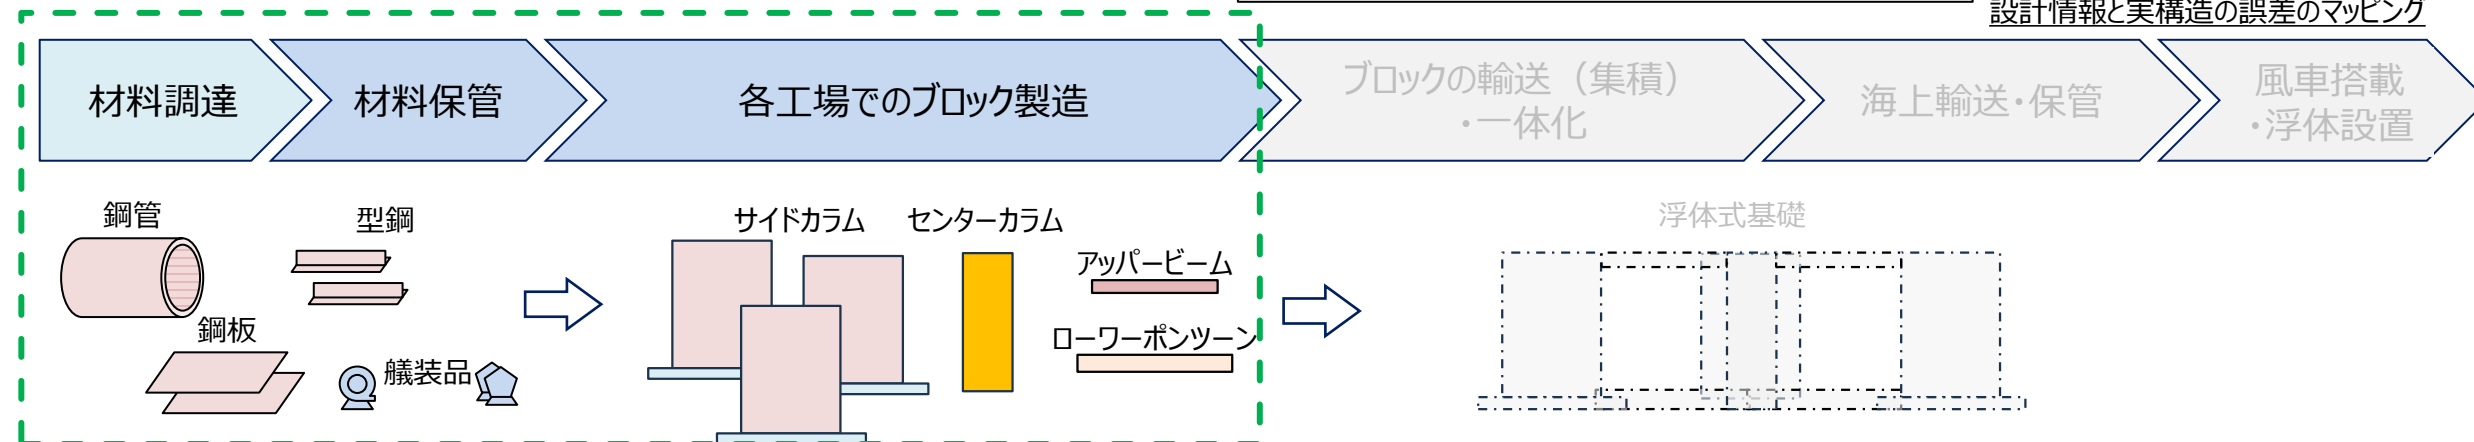 設計情報と実構造の誤差のマッピング
材料調達
材料保管
各工場でのブロック製造
ブロックの輸送（集積）
・一体化
海上輸送・保管
風車搭載
・浮体設置
鋼管
型鋼
鋼板
艤装品
サイドカラム
センターカラム
アッパービーム
ローワーポンツーン
浮体式基礎